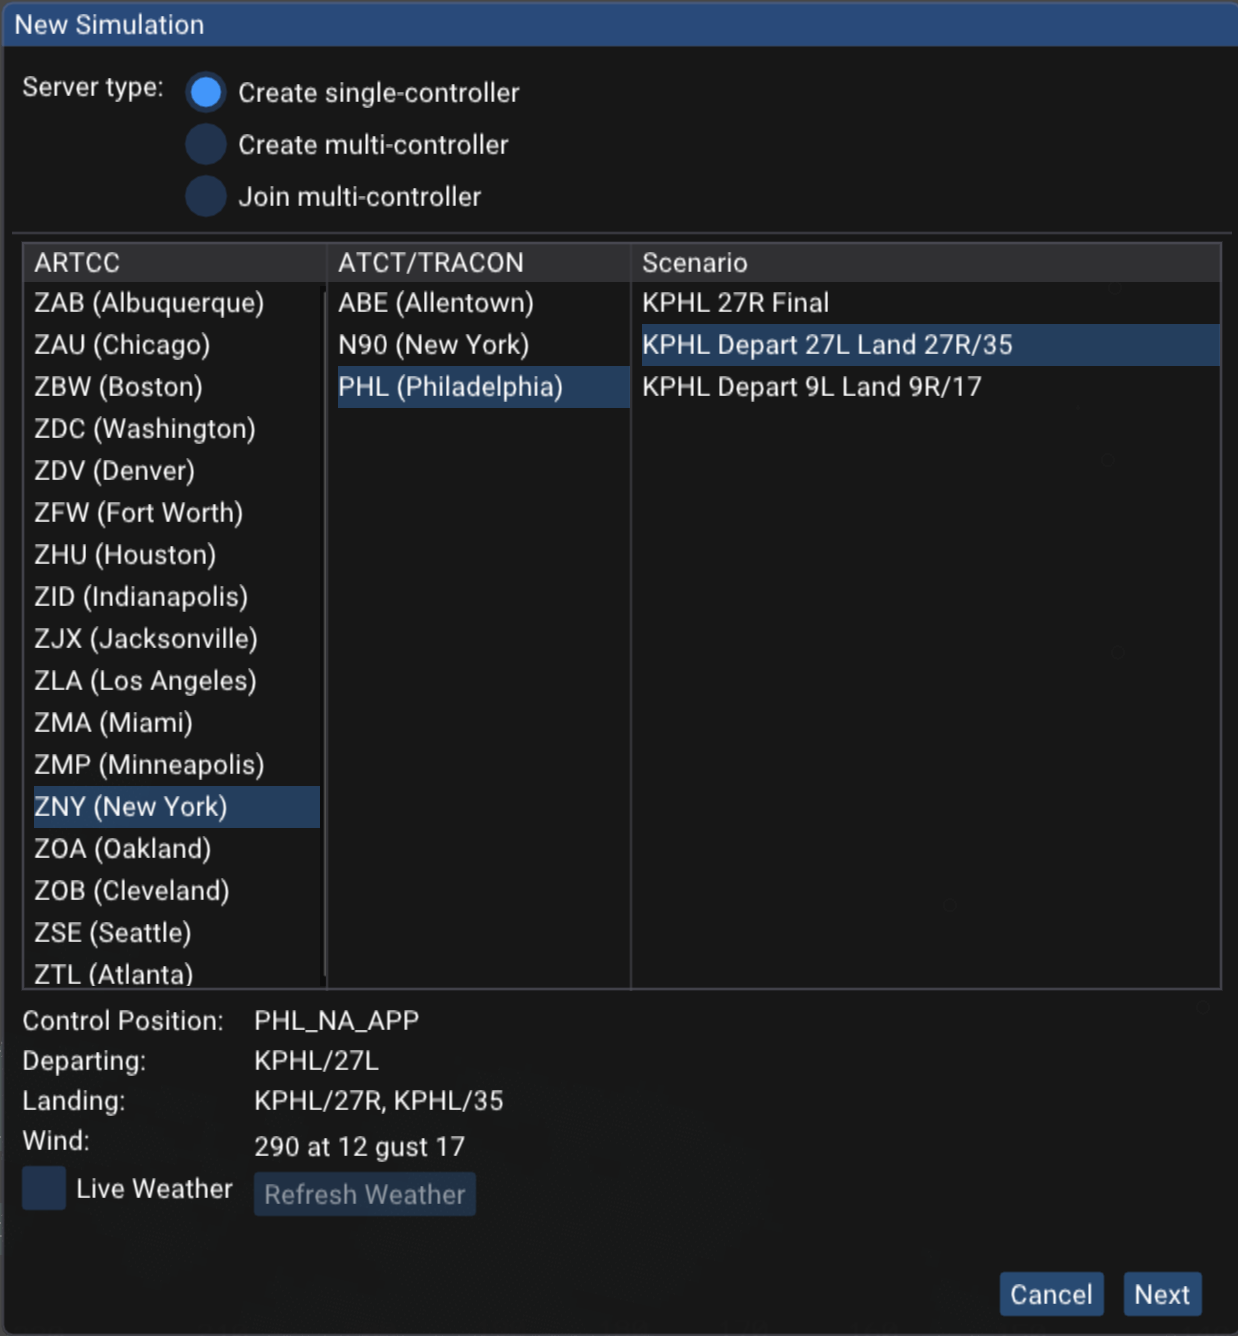 New Simulation
Server type:
Create single-controller
Create multi-controller
Join multi-controller
ARTCC
ZAB (Albuquerque)
ZAU (Chicago)
ZBW (Boston)
ZDC (Washington)
ZDV (Denver)
ZFW (Fort Worth)
ZHU (Houston)
ZID (Indianapolis)
ZJX (Jacksonville)
ZLA (Los Angeles)
ZMA (Miami)
ZMP (Minneapolis)
ZNY (New York)
ZOA (Oakland)
ZOB (Cleveland)
ZSE (Seattle)
ZTL (Atlanta)
ATCT/TRACON
ABE (Allentown)
N90 (New York)
PHL (Philadelphia)
Scenario
KPHL 27R Final
KPHL Depart 27L Land 27R/35
KPHL Depart 9L Land 9R/17
Control Position: PHL_NA_APP
Departing: KPHL/27L
Landing: KPHL/27R, KPHL/35
Wind: 290 at 12 gust 17
Live Weather
Refresh Weather
Cancel
Next